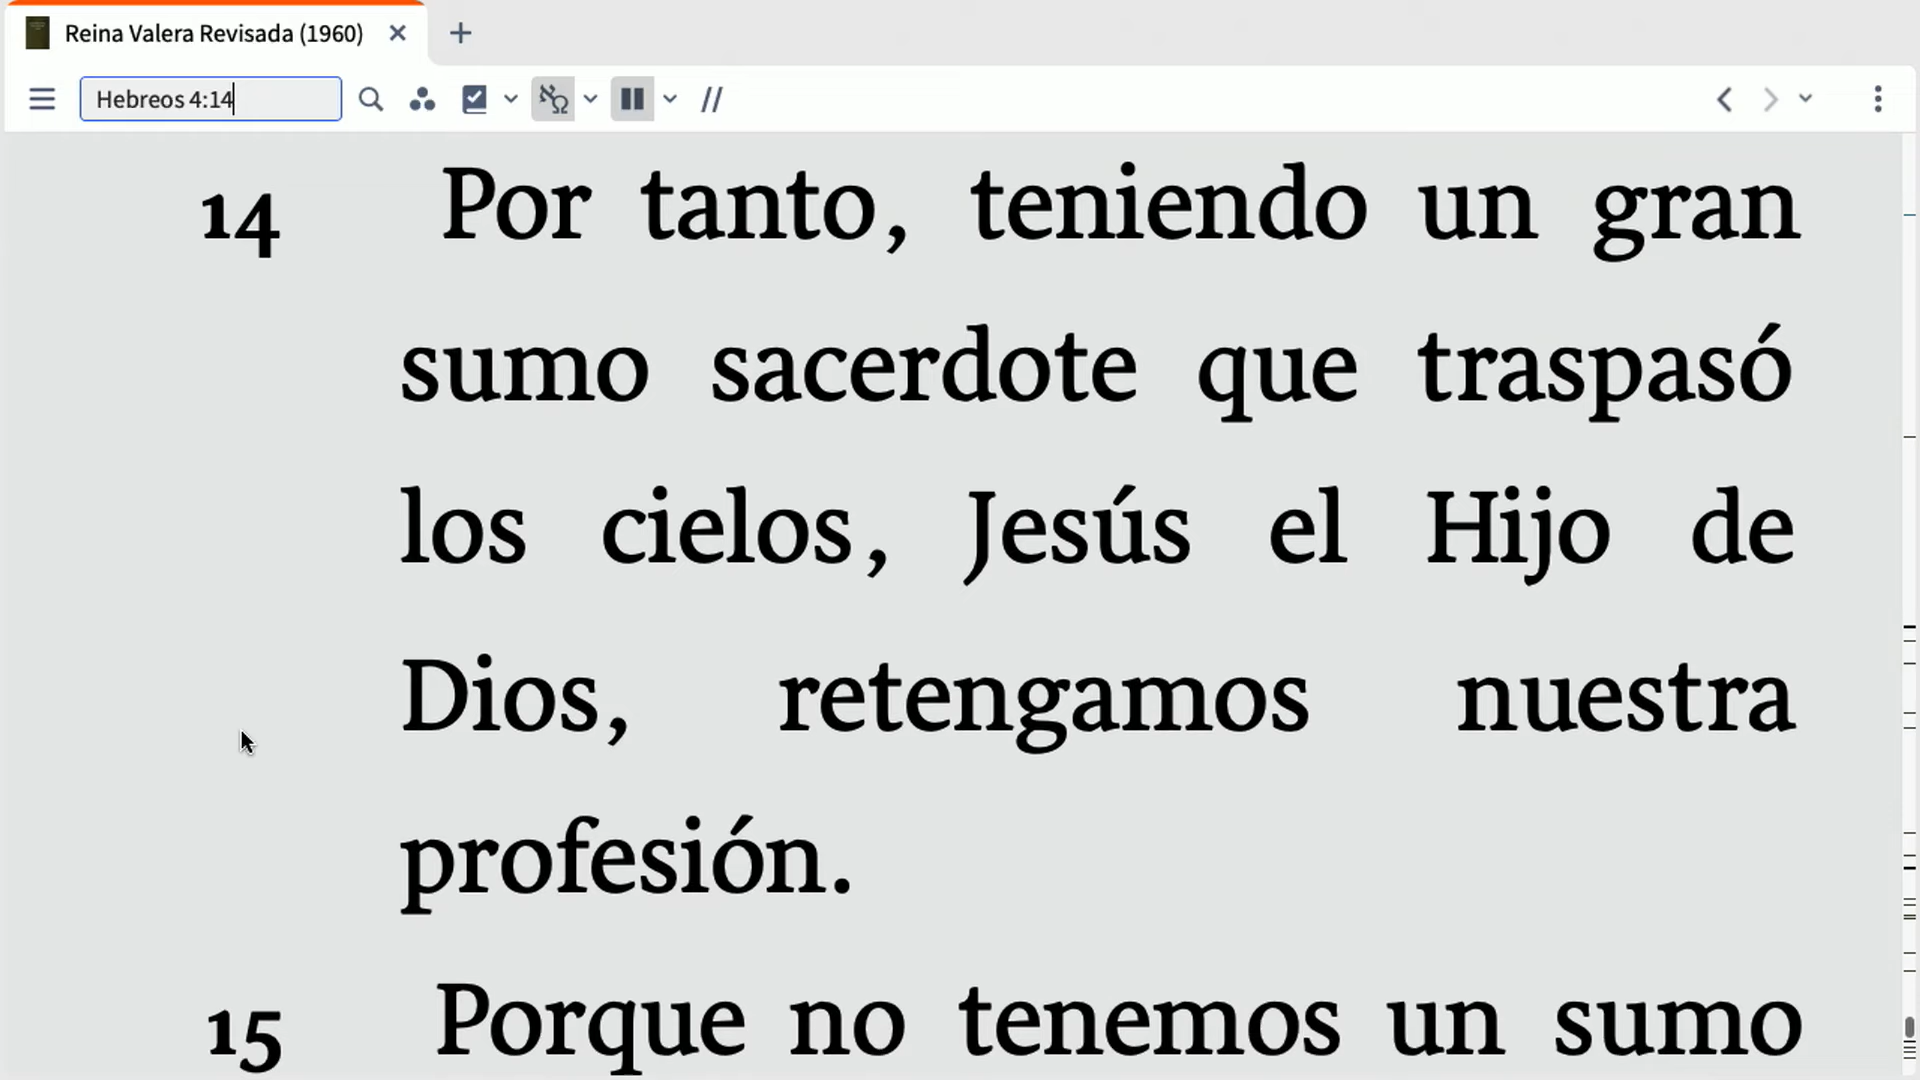 Reina Valera Revisada (1960)
Hebreos 4:14
14 Por tanto, teniendo un gran
sumo sacerdote que traspasó
los cielos, Jesús el Hijo de
Dios, retengamos nuestra
profesión.
15 Porque no tenemos un sumo